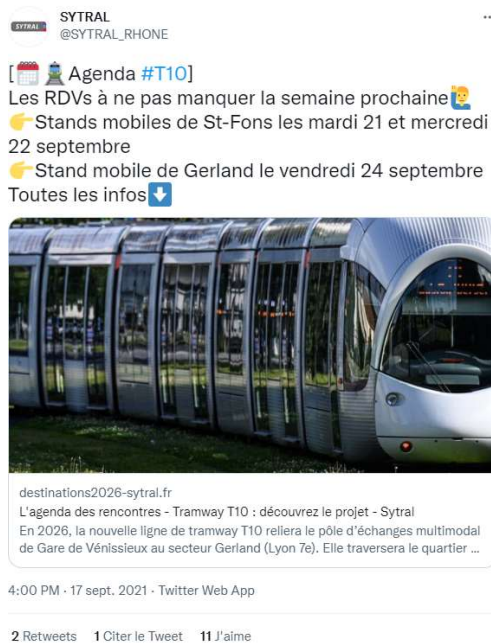 SYTRAL
SYTRAL
@SYTRAL_RHONE
[🗓️🚊Agenda #T10]
Les RDVs à ne pas manquer la semaine prochaine🙋‍♂️
👉Stands mobiles de St-Fons les mardi 21 et mercredi
22 septembre
👉Stand mobile de Gerland le vendredi 24 septembre
Toutes les infos⬇️
destinations2026-sytral.fr
L'agenda des rencontres - Tramway T10 : découvrez le projet - Sytral
En 2026, la nouvelle ligne de tramway T10 reliera le pôle d'échanges multimodal
de Gare de Vénissieux au secteur Gerland (Lyon 7e). Elle traversera le quartier ...
4:00 PM · 17 sept. 2021 · Twitter Web App
2 Retweets 1 Citer le Tweet 11 J'aime